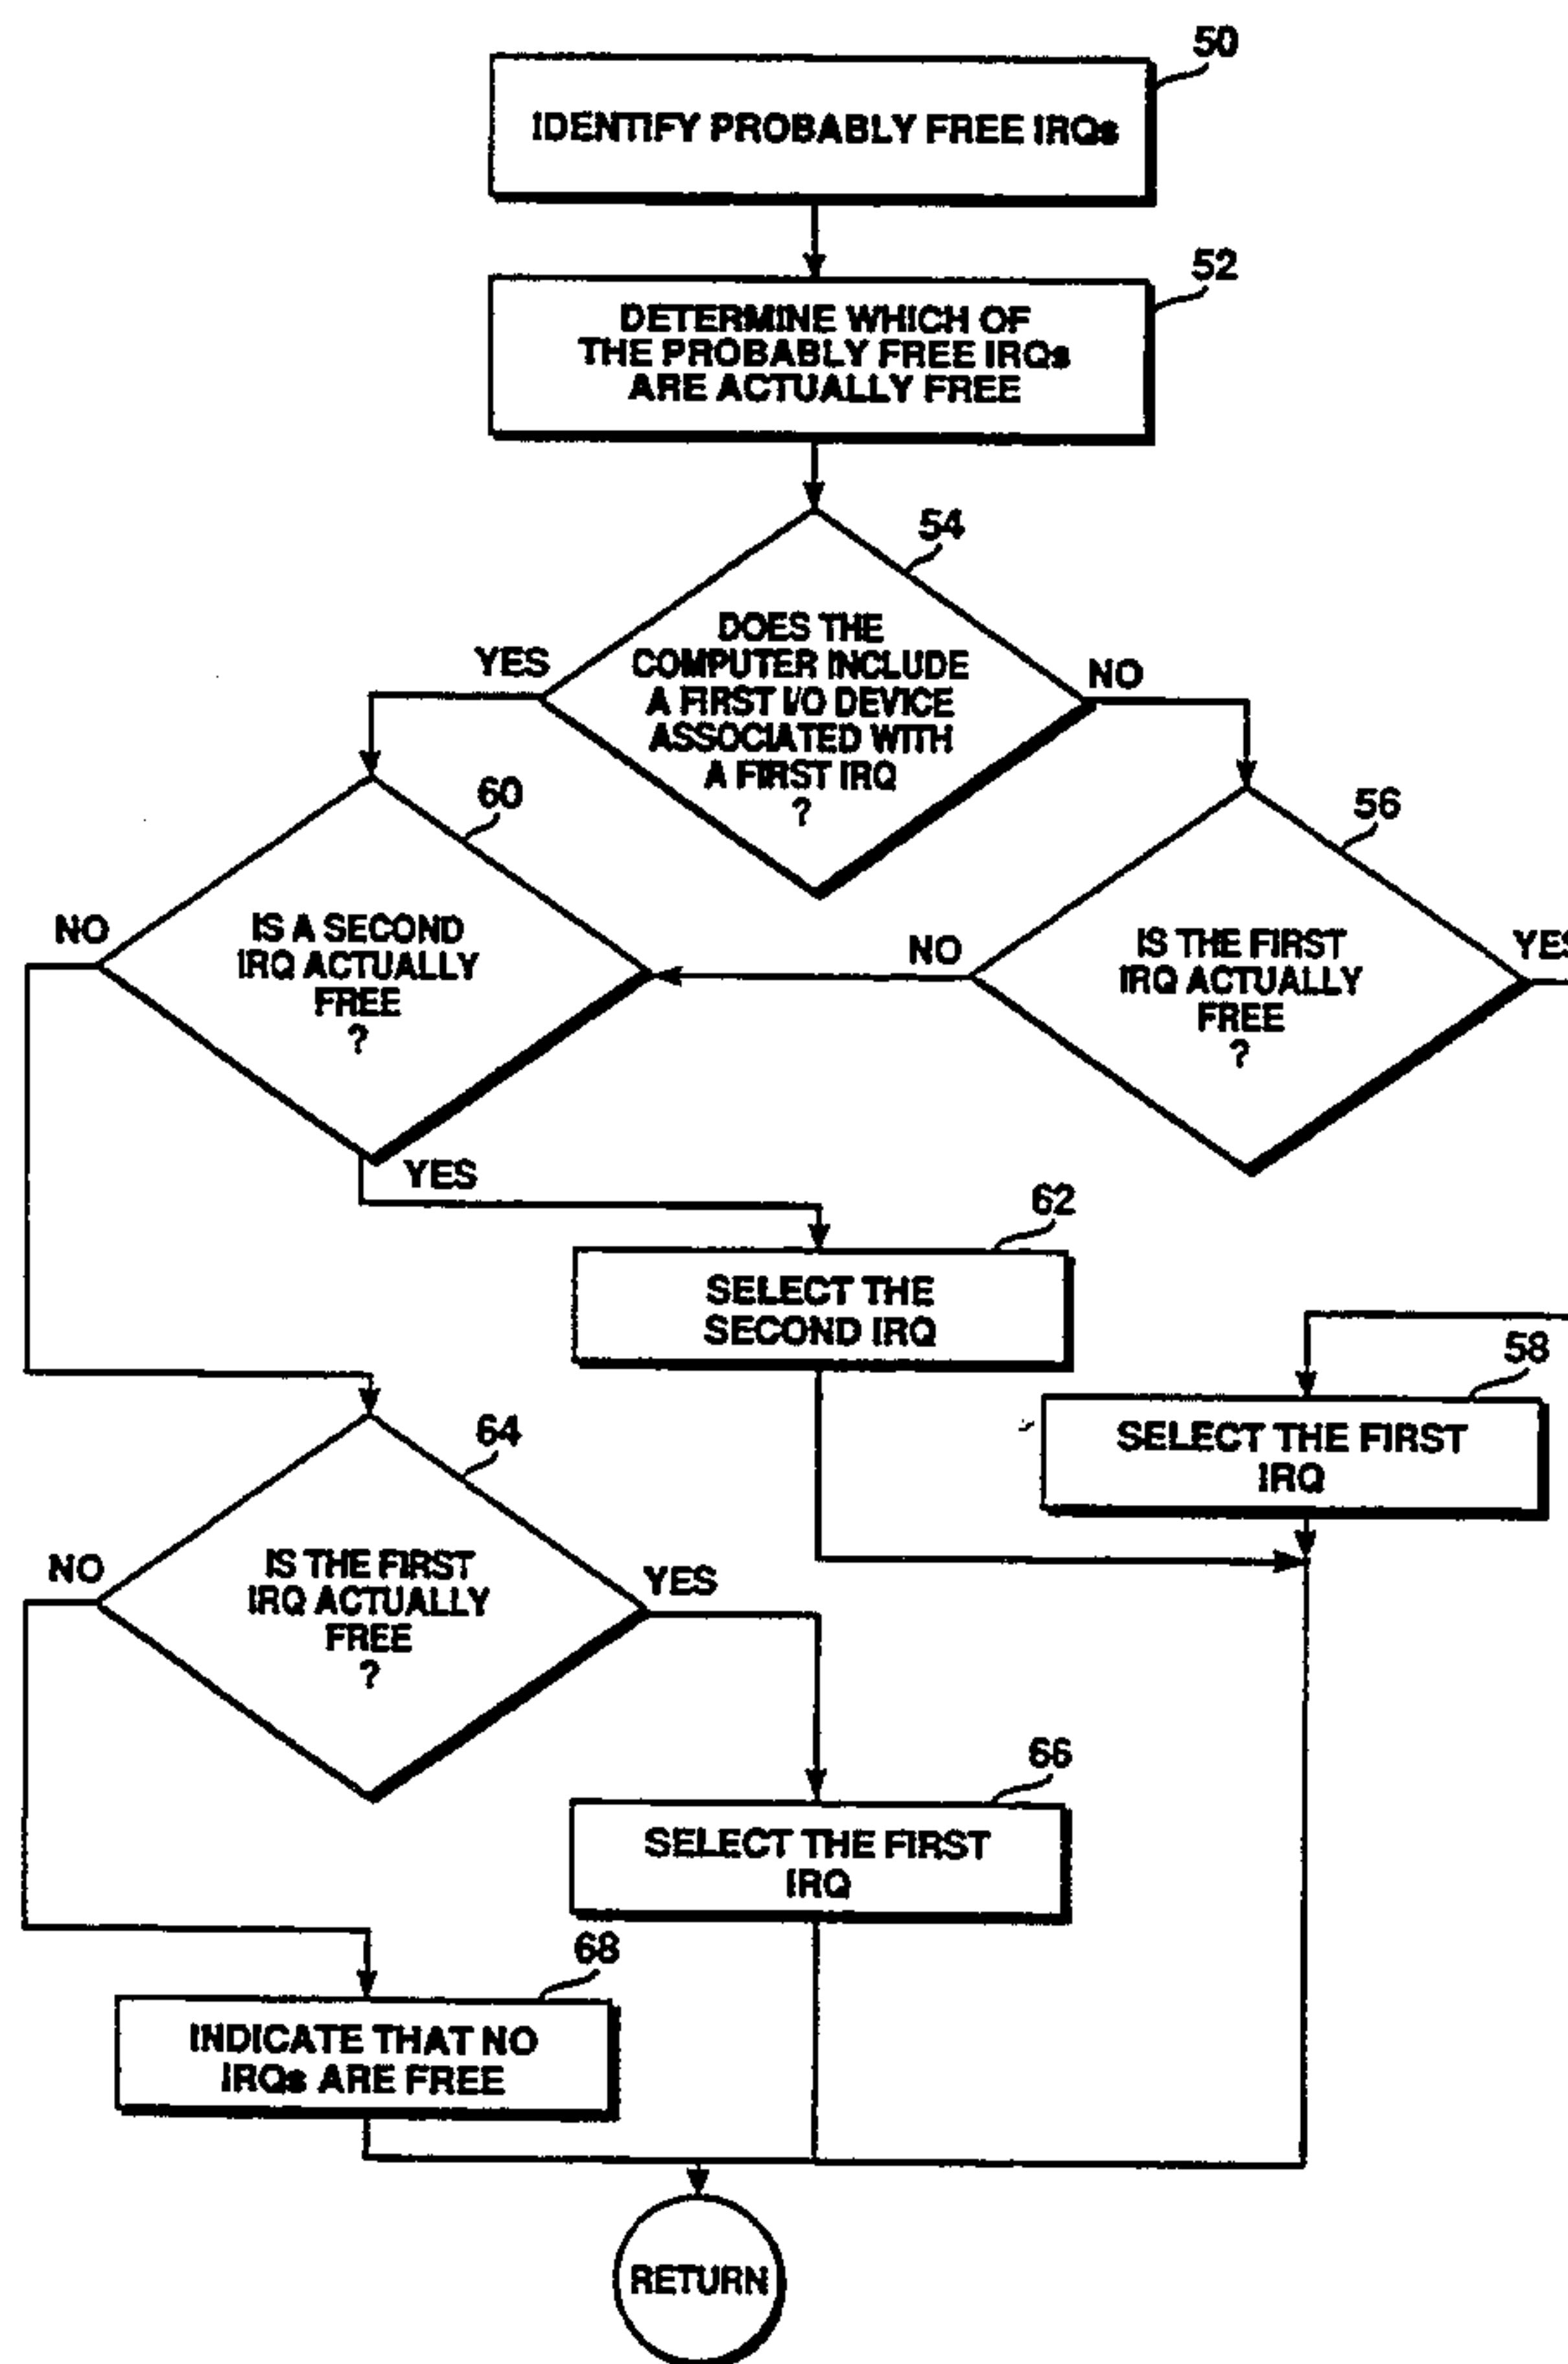 50
IDENTIFY PROBABLY FREE IRQs
52
DETERMINE WHICH OF
THE PROBABLY FREE IRQs
ARE ACTUALLY FREE
54
DOES THE
COMPUTER INCLUDE
A FIRST I/O DEVICE
ASSOCIATED WITH
A FIRST IRQ
?
YES
NO
60
IS A SECOND
IRQ ACTUALLY
FREE
?
NO
YES
56
IS THE FIRST
IRQ ACTUALLY
FREE
?
NO
YES
62
SELECT THE
SECOND IRQ
58
SELECT THE FIRST
IRQ
64
IS THE FIRST
IRQ ACTUALLY
FREE
?
NO
YES
66
SELECT THE FIRST
IRQ
68
INDICATE THAT NO
IRQs ARE FREE
RETURN